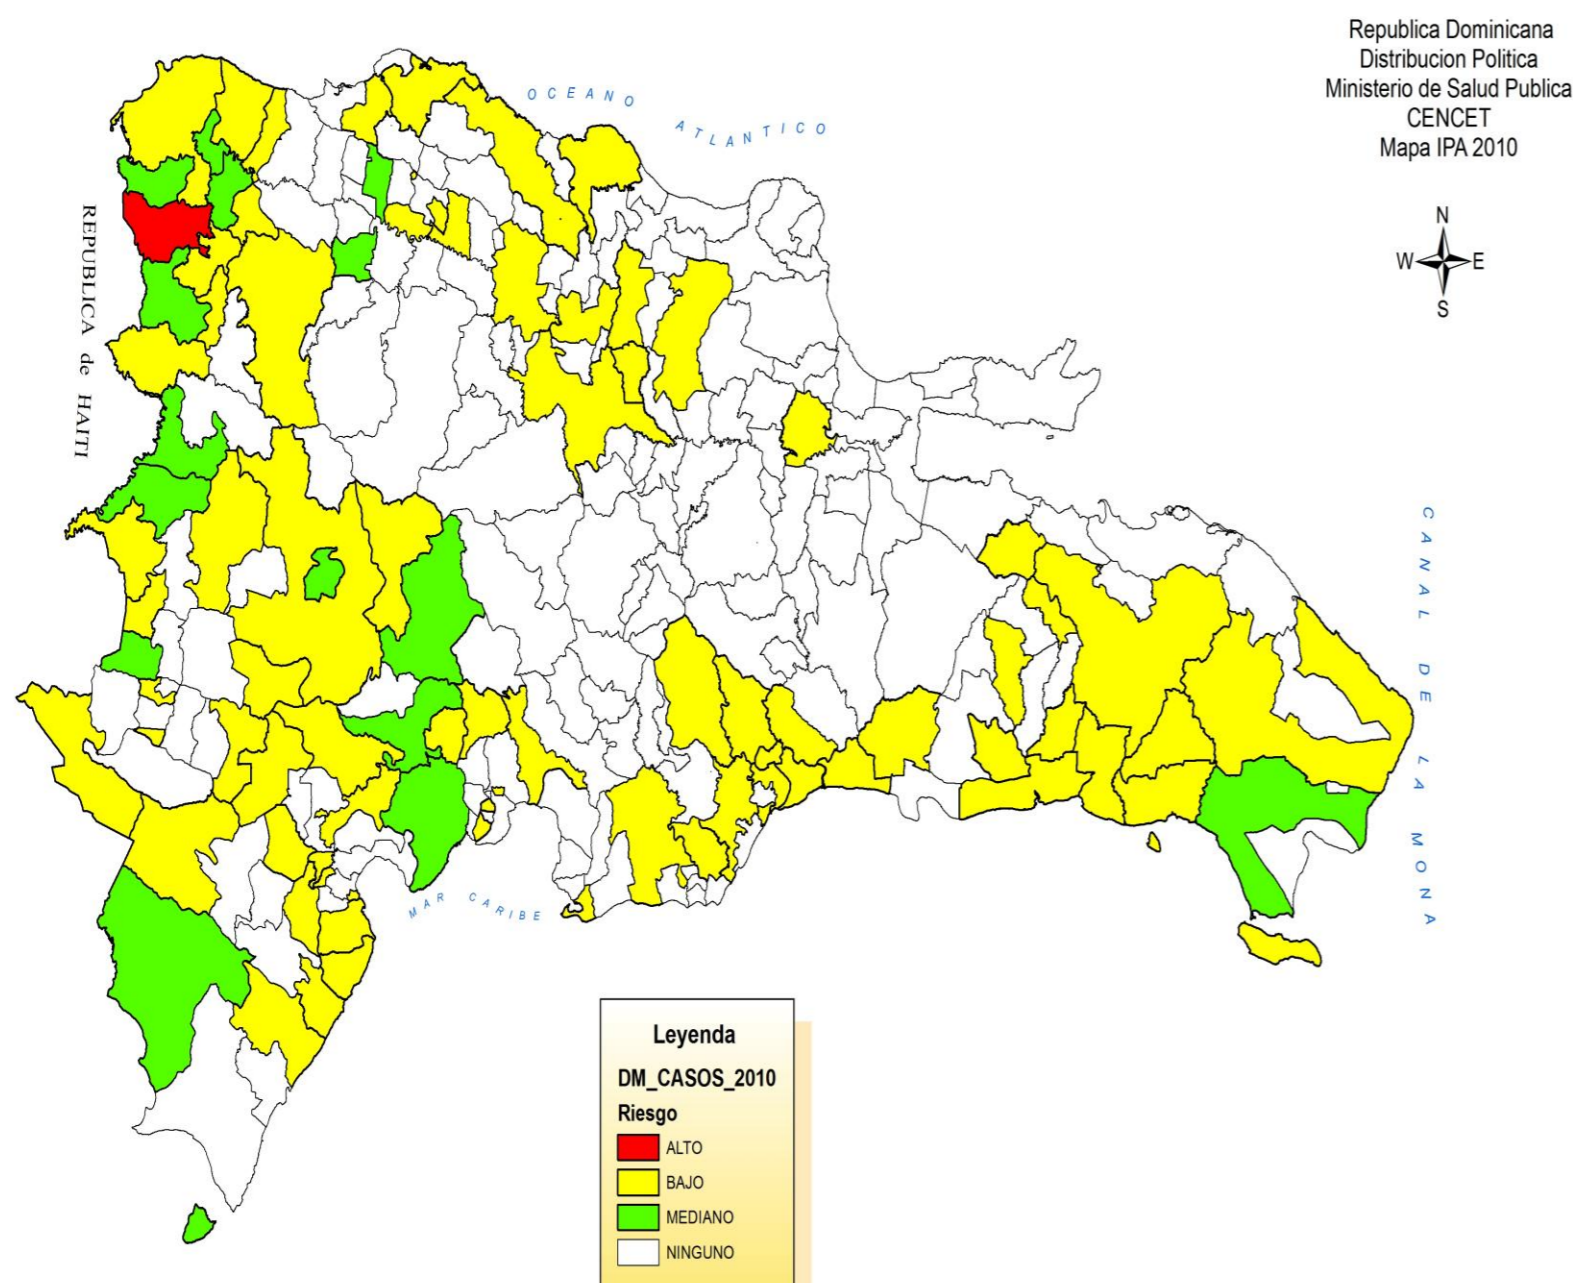 Republica Dominicana
Distribucion Politica
Ministerio de Salud Publica
CENCET
Mapa IPA 2010
N
W E
S
OCEANO
ATLANTICO
REPUBLICA de HAITI
CANAL DE LA MONA
MAR CARIBE
Leyenda
DM_CASOS_2010
Riesgo
ALTO
BAJO
MEDIANO
NINGUNO